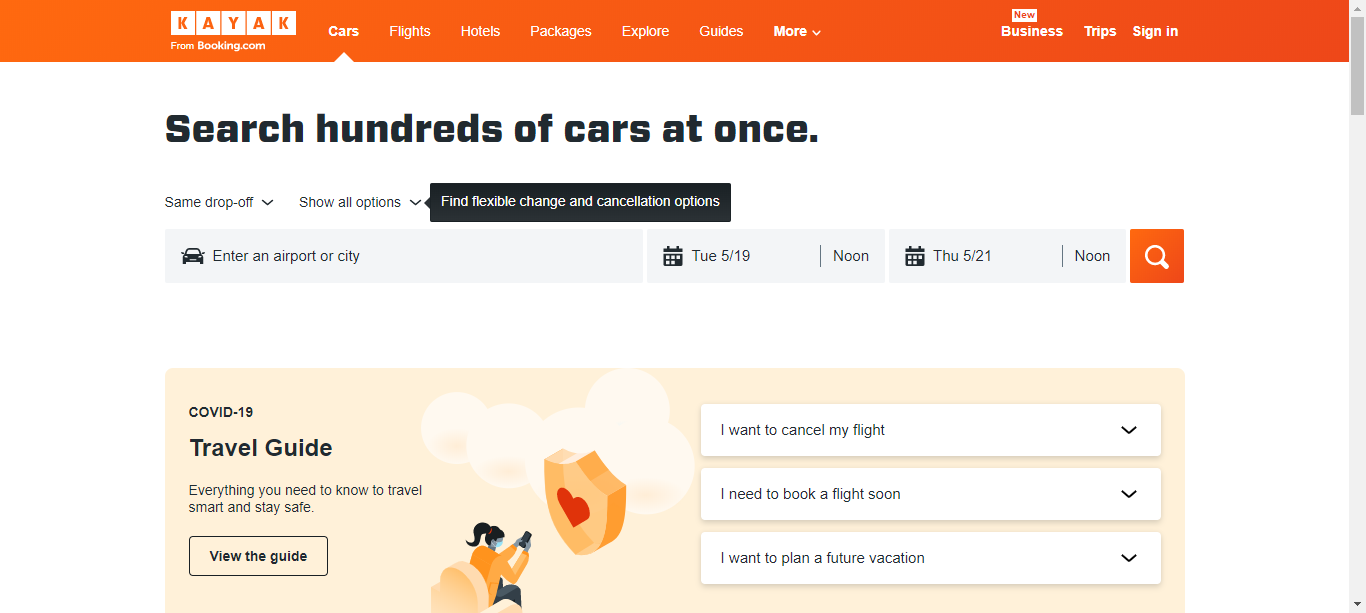 KAYAK
From Booking.com
Cars Flights Hotels Packages Explore Guides More
New
Business Trips Sign in
Search hundreds of cars at once.
Same drop-off Show all options Find flexible change and cancellation options
Enter an airport or city Tue 5/19 Noon Thu 5/21 Noon
COVID-19
Travel Guide
Everything you need to know to travel
smart and stay safe.
View the guide
I want to cancel my flight
I need to book a flight soon
I want to plan a future vacation